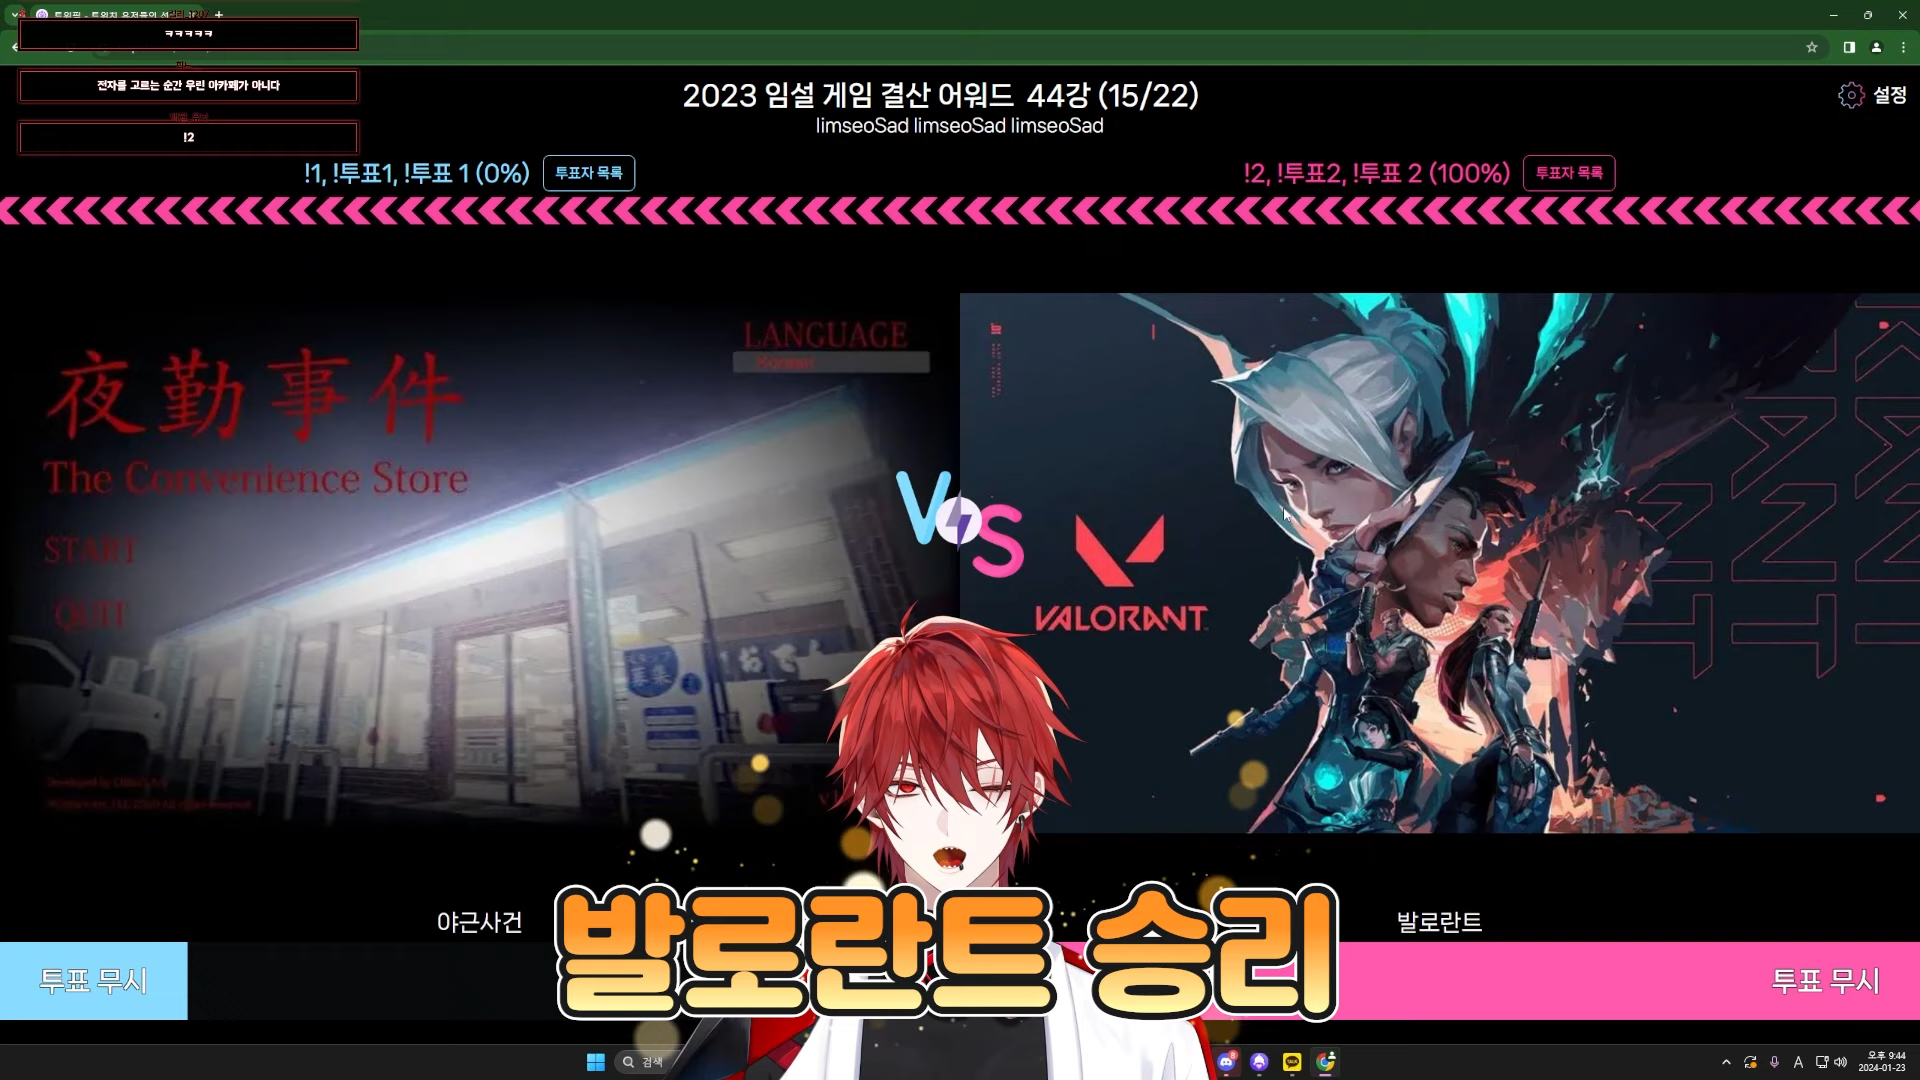 ㅋㅋㅋㅋㅋ
전자를 고르는 순간 우린 아카페가 아니다
!2
2023 임설 게임 결산 어워드 44강 (15/22)
limseoSad limseoSad limseoSad
설정
!1, !투표1, !투표 1 (0%)
투표자 목록
!2, !투표2, !투표 2 (100%)
투표자 목록
LANGUAGE
Korean
夜勤事件
The Convenience Store
START
QUIT
VS
VALORANT
야근사건
발로란트
발로란트 승리
투표 무시
투표 무시
검색
A
오후 9:44
2024-01-23